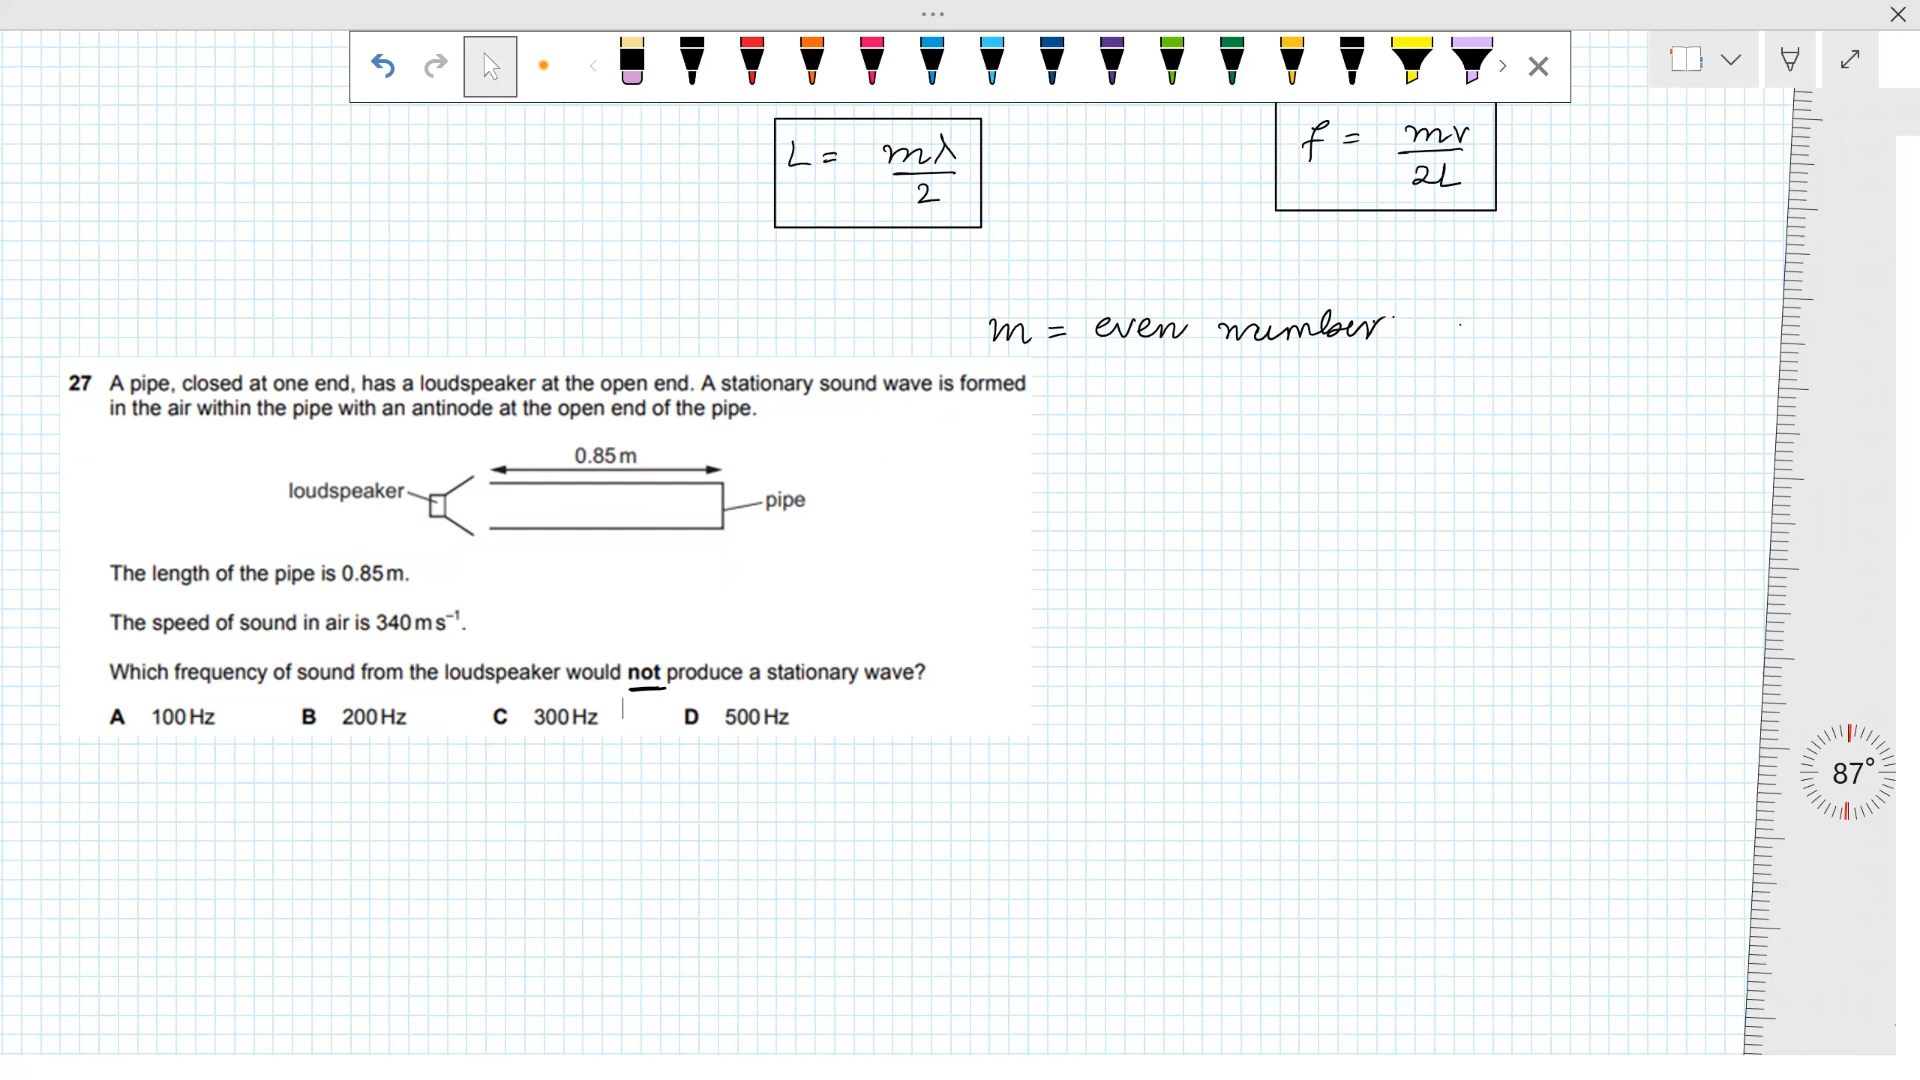 L = mλ/2
f = mv/2L
m = even number
27 A pipe, closed at one end, has a loudspeaker at the open end. A stationary sound wave is formed
in the air within the pipe with an antinode at the open end of the pipe.
0.85 m
loudspeaker
pipe
The length of the pipe is 0.85 m.
The speed of sound in air is 340 m s⁻¹.
Which frequency of sound from the loudspeaker would not produce a stationary wave?
A 100 Hz B 200 Hz C 300 Hz D 500 Hz
87°